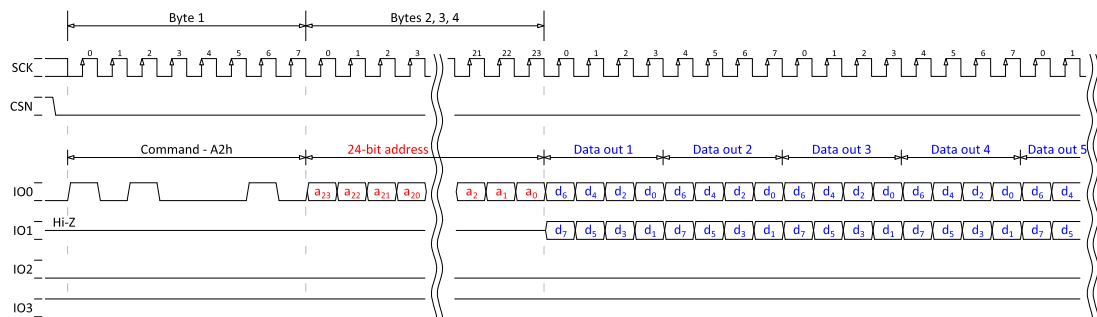 Byte 1 Bytes 2, 3, 4
0 1 2 3 4 5 6 7 0 1 2 3 21 22 23 0 1 2 3 4 5 6 7 0 1 2 3 4 5 6 7 0 1
SCK
CSN
Command - A2h 24-bit address Data out 1 Data out 2 Data out 3 Data out 4 Data out 5
IO0 a23 a22 a21 a20 a2 a1 a0 d6 d4 d2 d0 d6 d4 d2 d0 d6 d4 d2 d0 d6 d4 d2 d0 d6 d4
Hi-Z
IO1 d7 d5 d3 d1 d7 d5 d3 d1 d7 d5 d3 d1 d7 d5 d3 d1 d7 d5
IO2
IO3